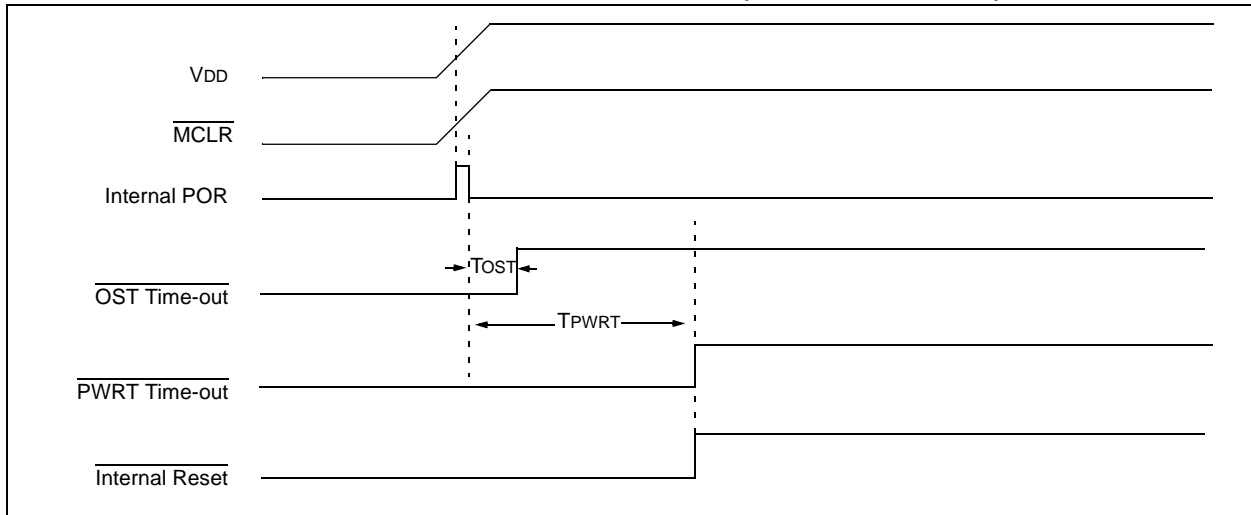 VDD
MCLR
Internal POR
TOST
OST Time-out
TPWRT
PWRT Time-out
Internal Reset